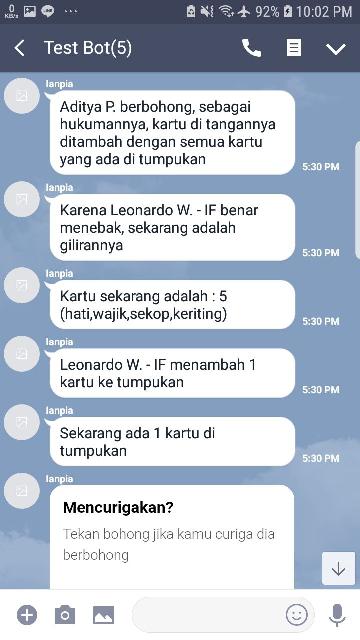 0
KB/s
92%
10:02 PM
Test Bot(5)
lanpia
Aditya P. berbohong, sebagai
hukumannya, kartu di tangannya
ditambah dengan semua kartu
yang ada di tumpukan
5:30 PM
lanpia
Karena Leonardo W. - IF benar
menebak, sekarang adalah
gilirannya
5:30 PM
lanpia
Kartu sekarang adalah : 5
(hati,wajik,sekop,keriting)
5:30 PM
lanpia
Leonardo W. - IF menambah 1
kartu ke tumpukan
5:30 PM
lanpia
Sekarang ada 1 kartu di
tumpukan
5:30 PM
lanpia
Mencurigakan?
Tekan bohong jika kamu curiga dia
berbohong